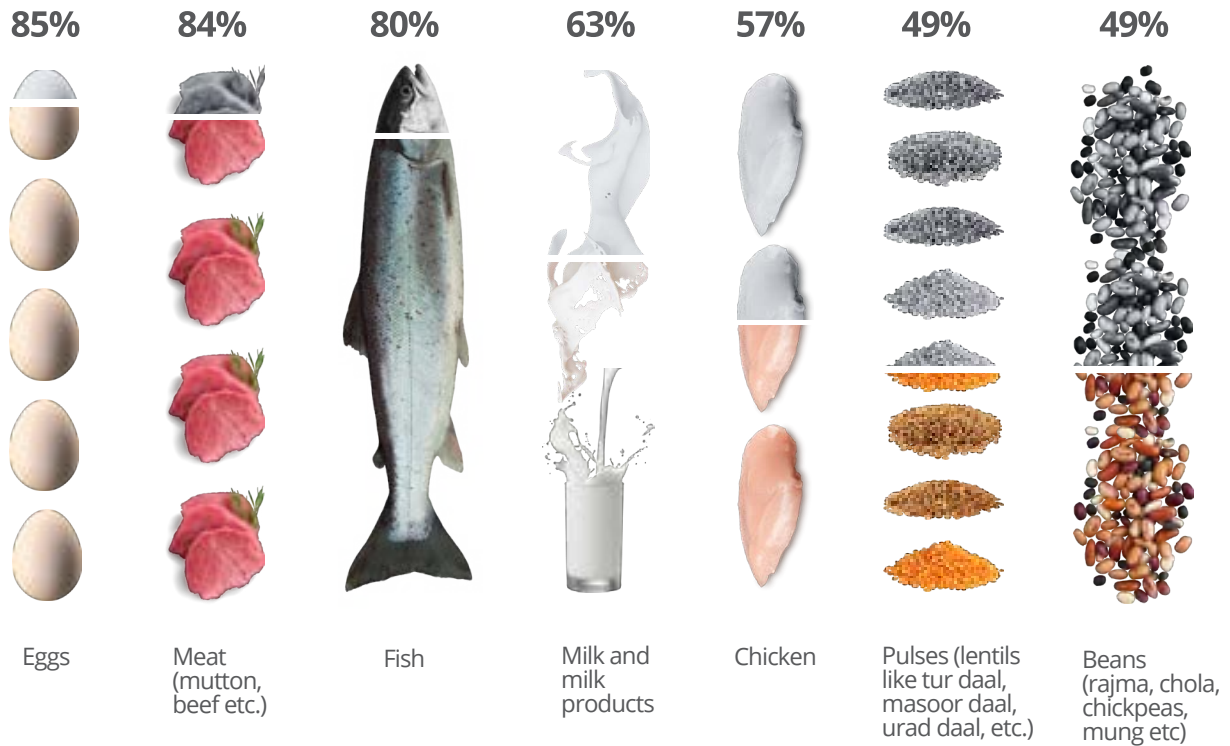 85%
84%
80%
63%
57%
49%
49%
Eggs
Meat
(mutton,
beef etc.)
Fish
Milk and
milk
products
Chicken
Pulses (lentils
like tur daal,
masoor daal,
urad daal, etc.)
Beans
(rajma, chola,
chickpeas,
mung etc)